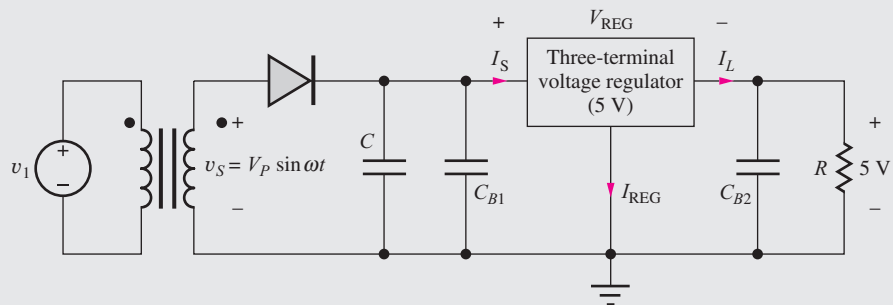 + V_REG –
I_S Three-terminal I_L
voltage regulator
(5 V)
v_1 + – + v_S = V_P sin ωt – C C_B1 I_REG C_B2 R + 5 V –